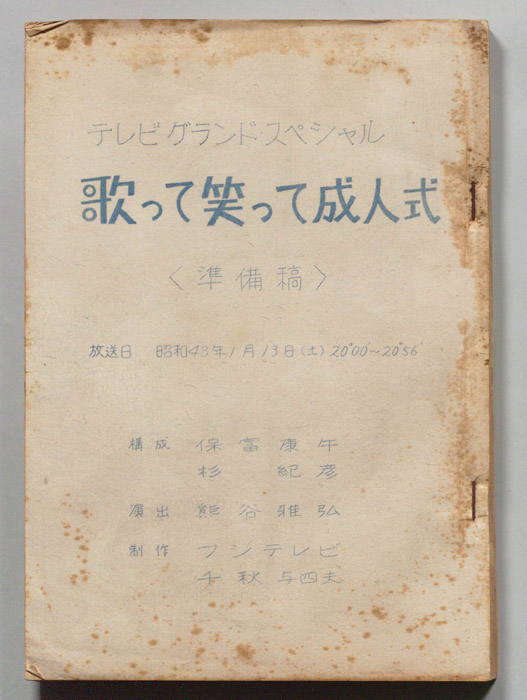 テレビグランド・スペシャル
歌って笑って成人式
〈準備稿〉
放送日 昭和43年1月13日(土)20°00'~20°56'
構成 保富康午
杉紀彦
演出 熊谷雅弘
制作 フジテレビ
千秋与四夫